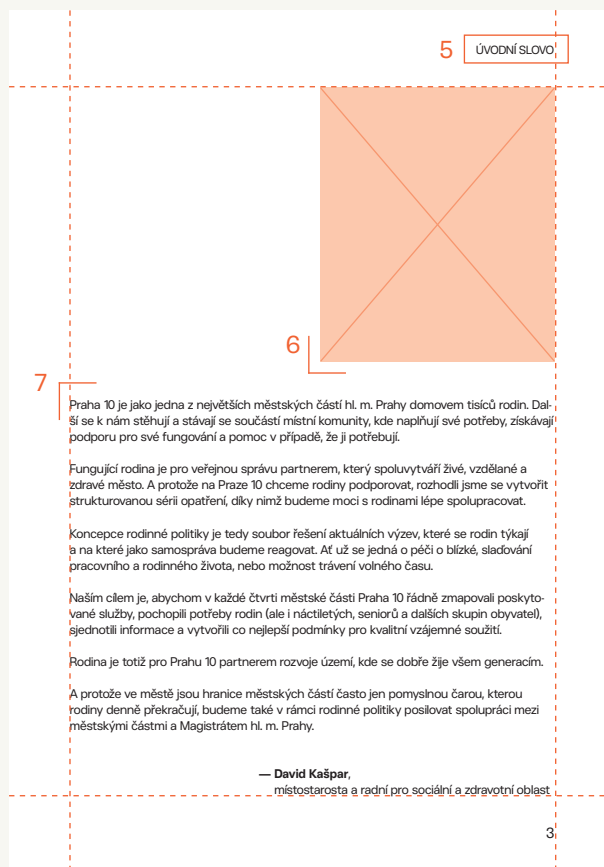 5 ÚVODNÍ SLOVO
6
7
Praha 10 je jako jedna z největších městských částí hl. m. Prahy domovem tisíců rodin. Dal-
ší se k nám stěhují a stávají se součástí místní komunity, kde naplňují své potřeby, získávají
podporu pro své fungování a pomoc v případě, že ji potřebují.
Fungující rodina je pro veřejnou správu partnerem, který spoluvytváří živé, vzdělané a
zdravé město. A protože na Praze 10 chceme rodiny podporovat, rozhodli jsme se vytvořit
strukturovanou sérii opatření, díky nimž budeme moci s rodinami lépe spolupracovat.
Koncepce rodinné politiky je tedy soubor řešení aktuálních výzev, které se rodin týkají
a na které jako samospráva budeme reagovat. Ať už se jedná o péči o blízké, slaďování
pracovního a rodinného života, nebo možnost trávení volného času.
Naším cílem je, abychom v každé čtvrti městské části Praha 10 řádně zmapovali poskyto-
vané služby, pochopili potřeby rodin (ale i náctiletých, seniorů a dalších skupin obyvatel),
sjednotili informace a vytvořili co nejlepší podmínky pro kvalitní vzájemné soužití.
Rodina je totiž pro Prahu 10 partnerem rozvoje území, kde se dobře žije všem generacím.
A protože ve městě jsou hranice městských částí často jen pomyslnou čarou, kterou
rodiny denně překračují, budeme také v rámci rodinné politiky posilovat spolupráci mezi
městskými částmi a Magistrátem hl. m. Prahy.
— David Kašpar,
místostarosta a radní pro sociální a zdravotní oblast
3